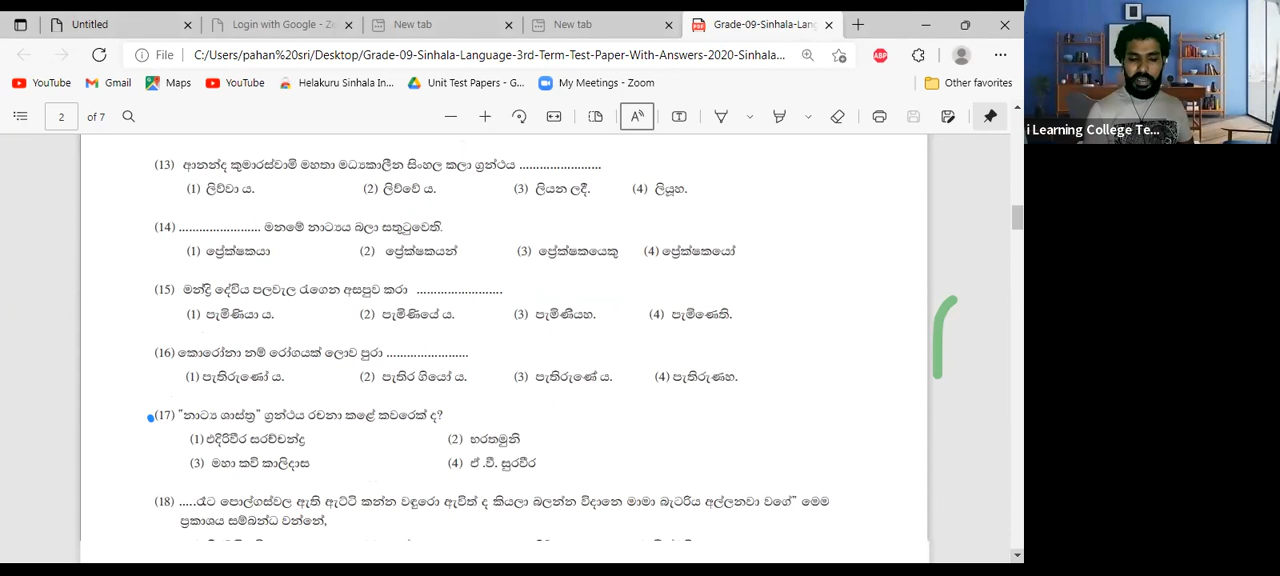 Untitled
Login with Google - Z
New tab
New tab
Grade-09-Sinhala-Lan
File
C:/Users/pahan%20sri/Desktop/Grade-09-Sinhala-Language-3rd-Term-Test-Paper-With-Answers-2020-Sinhala...
YouTube Gmail Maps YouTube Helakuru Sinhala In... Unit Test Papers - G... My Meetings - Zoom Other favorites
2 of 7
i Learning College Te...
(13) ආනන්ද කුමාරස්වාමි මහතා මධ්‍යකාලීන සිංහල කලා ග්‍රන්ථය ........................
(1) ලිව්වා ය. (2) ලිව්වේ ය. (3) ලියන ලදී. (4) ලියූහ.
(14) ........................ මනමේ නාට්‍යය බලා සතුටුවෙති.
(1) ප්‍රේක්ෂකයා (2) ප්‍රේක්ෂකයන් (3) ප්‍රේක්ෂකයෙකු (4) ප්‍රේක්ෂකයෝ
(15) මන්ද්‍රි දේවිය පලවැල රැගෙන අසපුව කරා ........................
(1) පැමිණියා ය. (2) පැමිණියේ ය. (3) පැමිණියහ. (4) පැමිණෙති.
(16) කොරෝනා නම් රෝගයක් ලොව පුරා ........................
(1) පැතිරුණෝ ය. (2) පැතිර ගියෝ ය. (3) පැතිරුණේ ය. (4) පැතිරුණහ.
(17) "නාට්‍ය ශාස්ත්‍ර" ග්‍රන්ථය රචනා කළේ කවරෙක් ද?
(1) එදිරිවීර සරච්චන්ද්‍ර (2) භරතමුනි
(3) මහා කවි කාලිදාස (4) ඒ .වී. සුරවීර
(18) .....රෑට පොල්ගස්වල ඇති ඇට්ටි කන්න වඳුරො ඇවිත් ද කියලා බලන්න විදානෙ මාමා බැටරිය අල්ලනවා වගේ" මෙම
ප්‍රකාශය සම්බන්ධ වන්නේ,